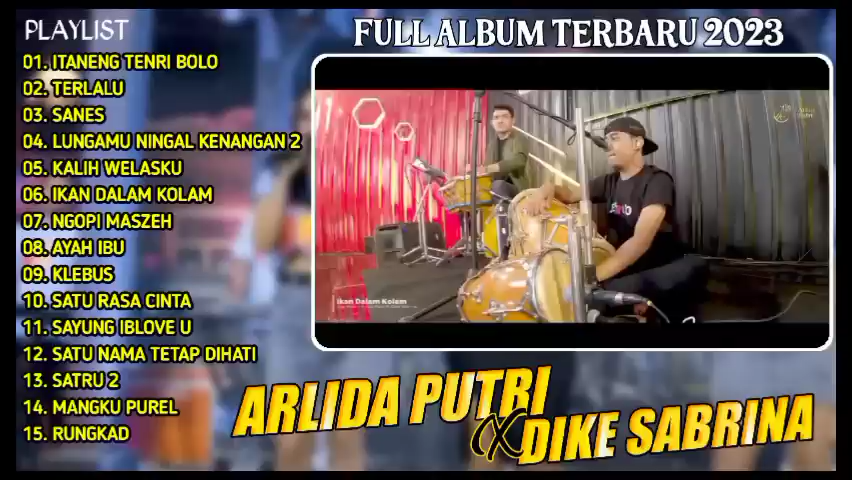 PLAYLIST
FULL ALBUM TERBARU 2023
01. ITANENG TENRI BOLO
02. TERLALU
03. SANES
04. LUNGAMU NINGAL KENANGAN 2
05. KALIH WELASKU
06. IKAN DALAM KOLAM
07. NGOPI MASZEH
08. AYAH IBU
09. KLEBUS
10. SATU RASA CINTA
11. SAYUNG IBLOVE U
12. SATU NAMA TETAP DIHATI
13. SATRU 2
14. MANGKU PUREL
15. RUNGKAD
Ikan Dalam Kolam
ARLIDA PUTRI
X DIKE SABRINA